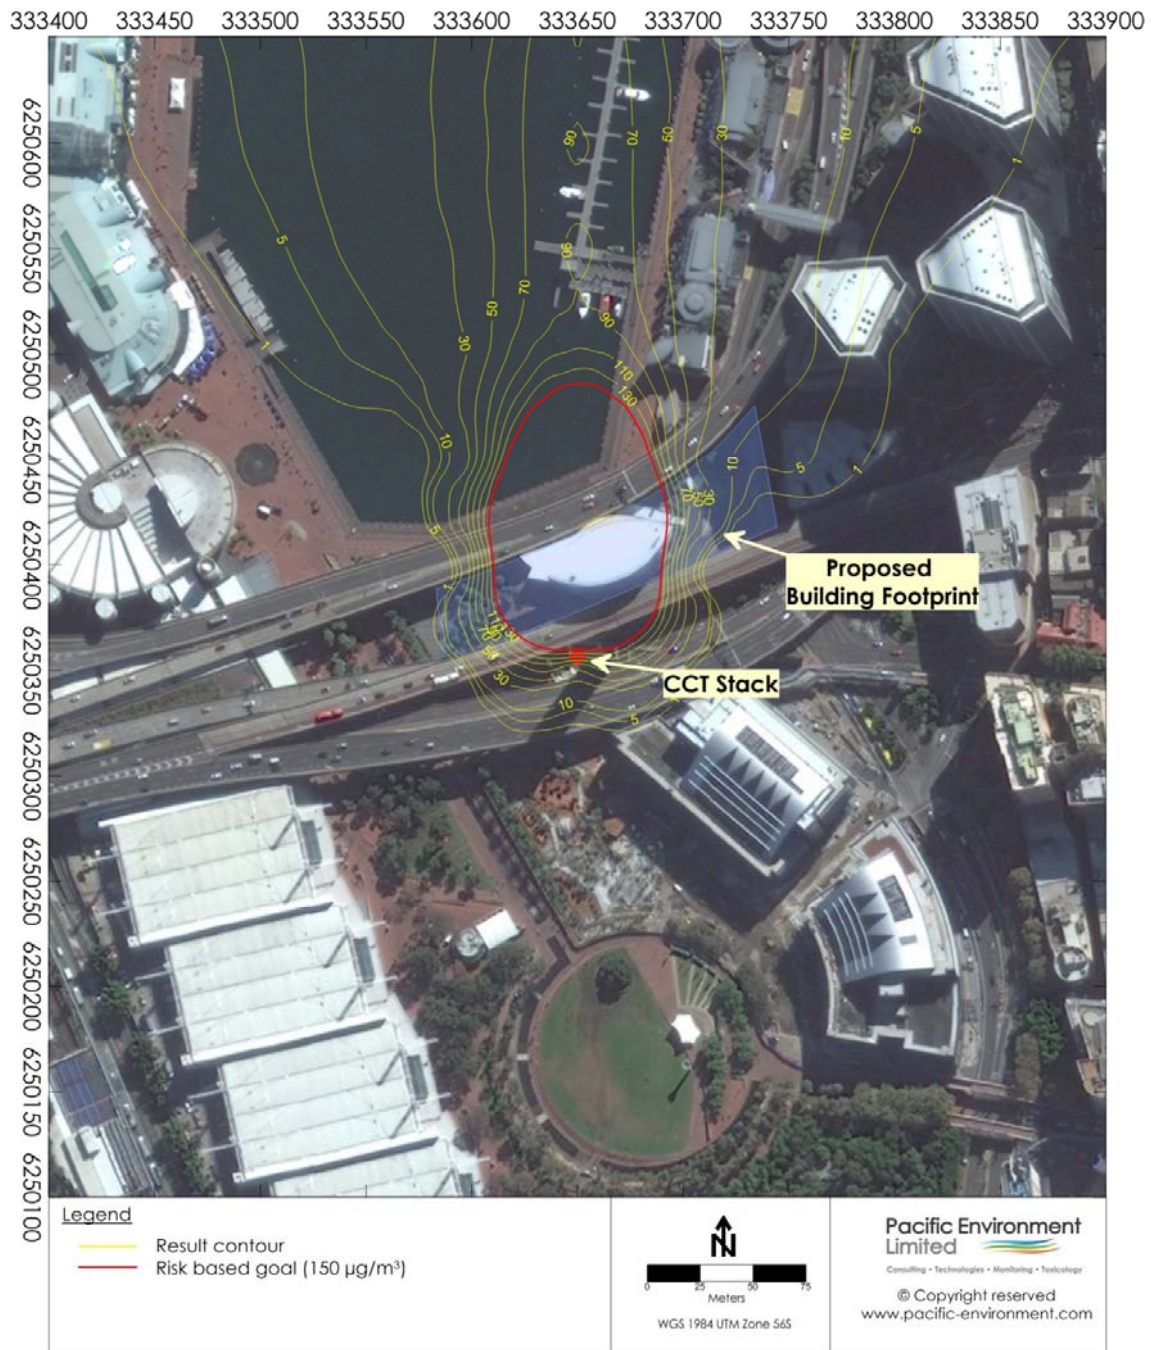 333400 333500 333550 333600 333650 333700 333750 333800 333850 333900
6250600
6250550
6250500
6250450
6250400
6250350
6250300
6250250
6250200
6250150
6250100
90
70
50
30
10
5
1
5
90
70
50
30
90
1
110
130
10
10
5
1
30
5
1
50
30
10
5
Proposed
Building Footprint
CCT Stack
Legend
Result contour
Risk based goal (150 µg/m³)
N
0 25 50 75
Meters
WGS 1984 UTM Zone 56S
Pacific Environment
Limited
Consulting • Technologies • Monitoring • Toxicology
© Copyright reserved
www.pacific-environment.com